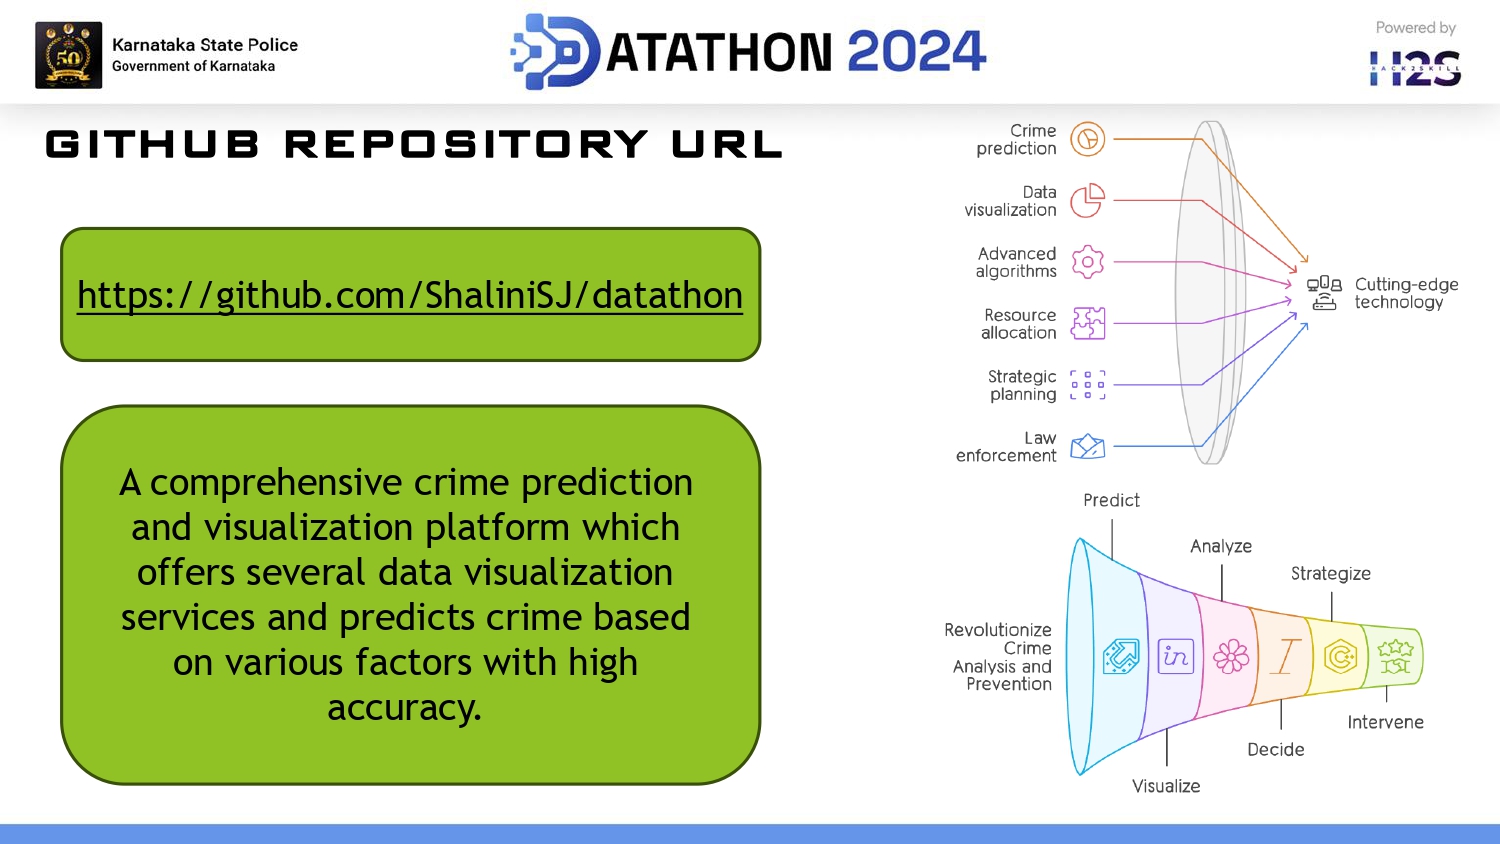 Karnataka State Police
Government of Karnataka
50
DATATHON 2024
Powered by
H2S
HACK2SKILL
GITHUB REPOSITORY URL
https://github.com/ShaliniSJ/datathon
A comprehensive crime prediction
and visualization platform which
offers several data visualization
services and predicts crime based
on various factors with high
accuracy.
Crime
prediction
Data
visualization
Advanced
algorithms
Resource
allocation
Strategic
planning
Law
enforcement
Cutting-edge
technology
Predict
Analyze
Strategize
Revolutionize
Crime
Analysis and
Prevention
in
Intervene
Decide
Visualize